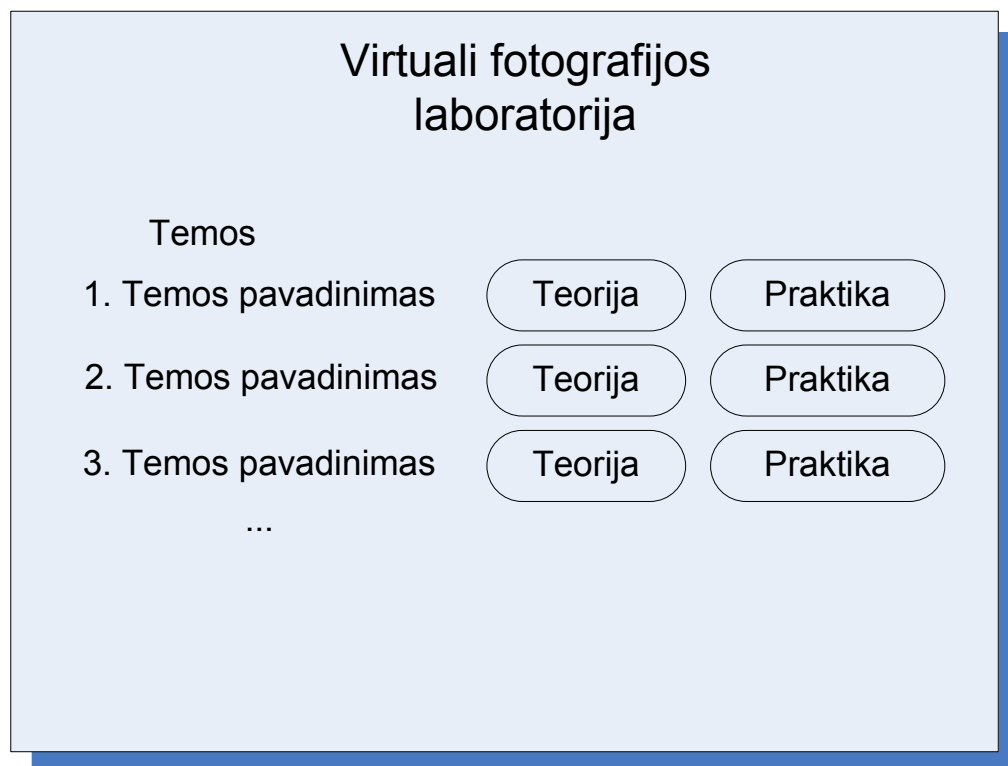 Virtuali fotografijos
laboratorija
Temos
1. Temos pavadinimas Teorija Praktika
2. Temos pavadinimas Teorija Praktika
3. Temos pavadinimas Teorija Praktika
...